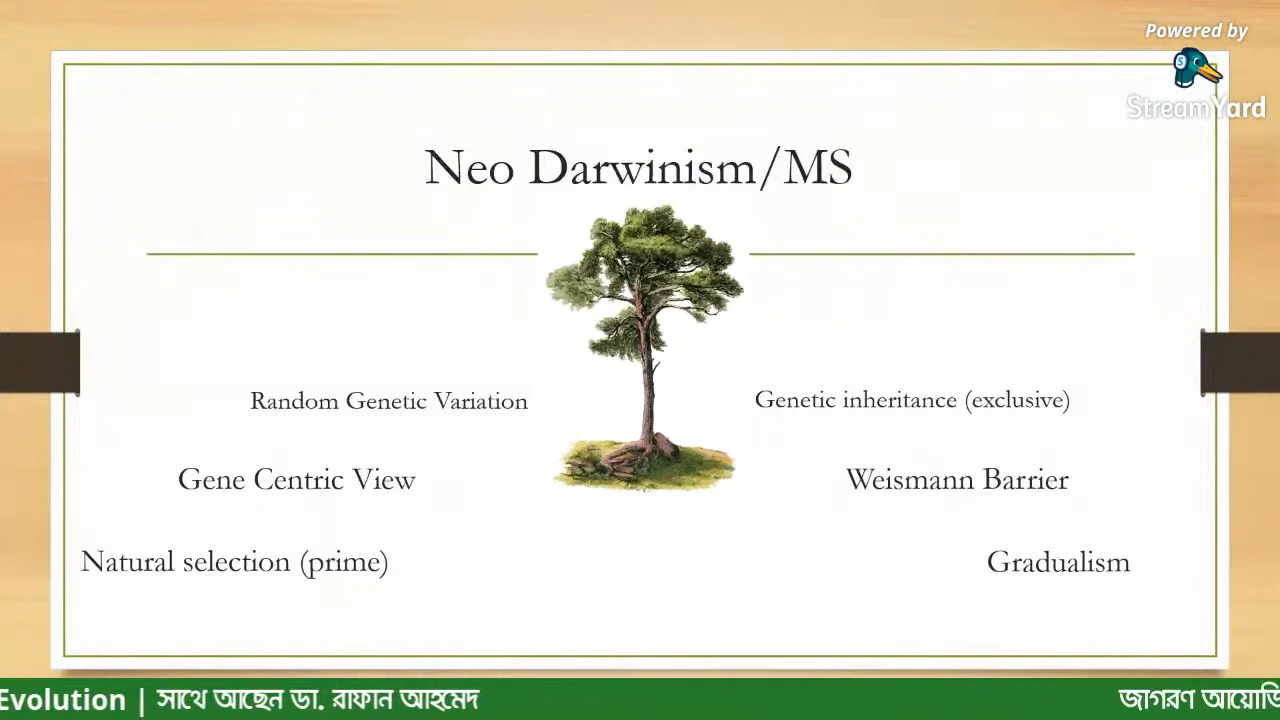 Powered by
StreamYard
Neo Darwinism/MS
Random Genetic Variation
Genetic inheritance (exclusive)
Gene Centric View
Weismann Barrier
Natural selection (prime)
Gradualism
Evolution | সাথে আছেন ডা. রাফান আহমেদ
জাগরণ